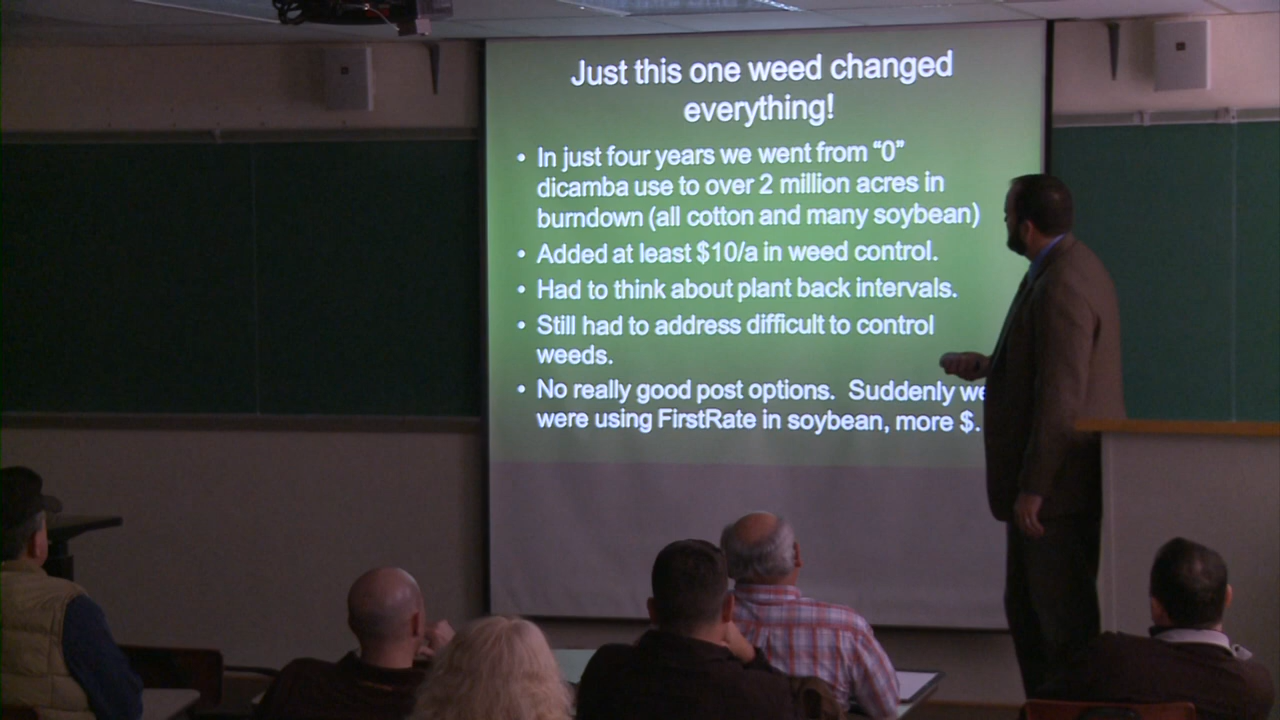 Just this one weed changed
everything!
• In just four years we went from “0”
dicamba use to over 2 million acres in
burndown (all cotton and many soybean)
• Added at least $10/a in weed control.
• Had to think about plant back intervals.
• Still had to address difficult to control
weeds.
• No really good post options.  Suddenly we
were using FirstRate in soybean, more $.